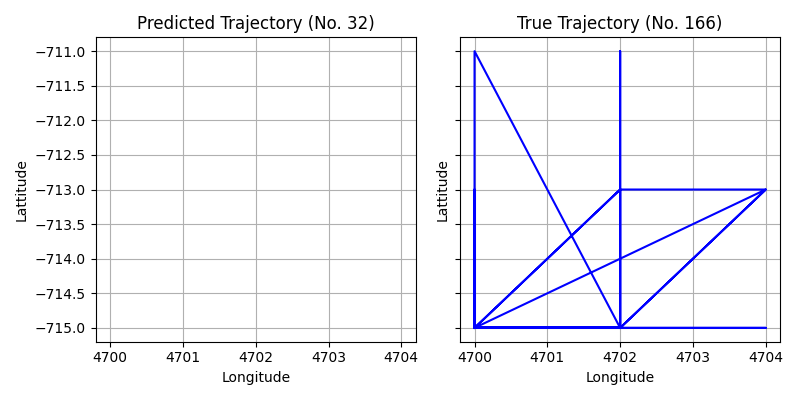 Predicted Trajectory (No. 32)
Lattitude
−711.0
−711.5
−712.0
−712.5
−713.0
−713.5
−714.0
−714.5
−715.0
4700 4701 4702 4703 4704
Longitude
True Trajectory (No. 166)
Lattitude
4700 4701 4702 4703 4704
Longitude